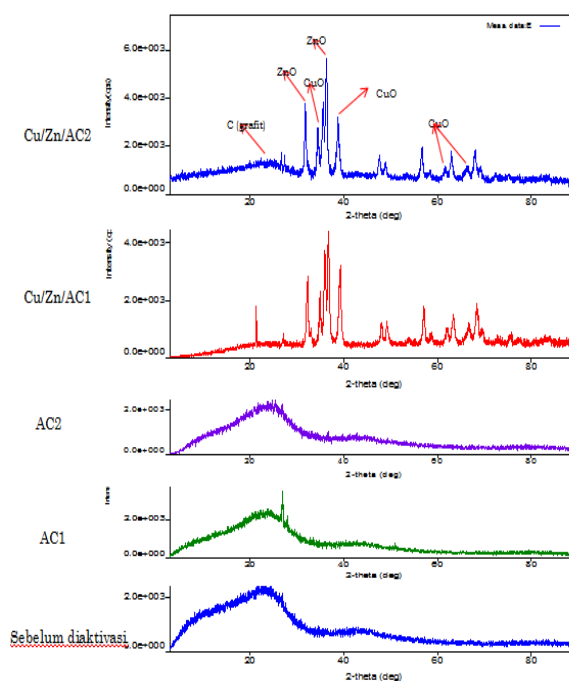 Meas. data:E
ZnO
6.0e+003
ZnO
CuO
CuO
4.0e+003
C (grafit)
CuO
Cu/Zn/AC2
Intensity (cps)
2.0e+003
0.0e+000
20 40 60 80
2-theta (deg)
4.0e+003
Cu/Zn/AC1
2.0e+003
0.0e+000
20 40 60 80
2-theta (deg)
AC2
2.0e+003
0.0e+000
20 40 60 80
2-theta (deg)
AC1
2.0e+003
0.0e+000
20 40 60 80
2-theta (deg)
2.0e+003
Sebelum diaktivasi
0.0e+000
20 40 60 80
2-theta (deg)